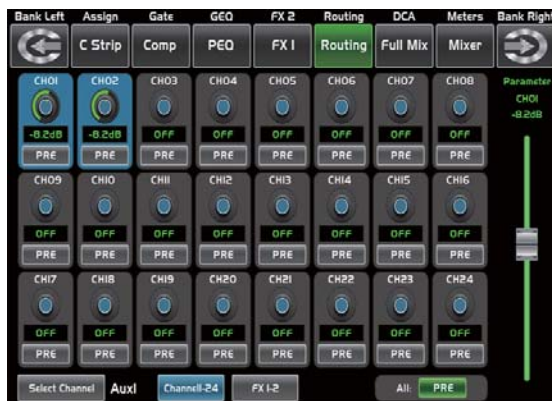 Bank Left Assign Gate GEQ FX 2 Routing DCA Meters Bank Right
C Strip Comp PEQ FX 1 Routing Full Mix Mixer
CH01 CH02 CH03 CH04 CH05 CH06 CH07 CH08 Parameter
CH01
-8.2dB
-8.2dB -8.2dB OFF OFF OFF OFF OFF OFF
PRE PRE PRE PRE PRE PRE PRE PRE
CH09 CH10 CH11 CH12 CH13 CH14 CH15 CH16
OFF OFF OFF OFF OFF OFF OFF OFF
PRE PRE PRE PRE PRE PRE PRE PRE
CH17 CH18 CH19 CH20 CH21 CH22 CH23 CH24
OFF OFF OFF OFF OFF OFF OFF OFF
PRE PRE PRE PRE PRE PRE PRE PRE
Select Channel Aux1 Channel1-24 FX 1-2 All: PRE